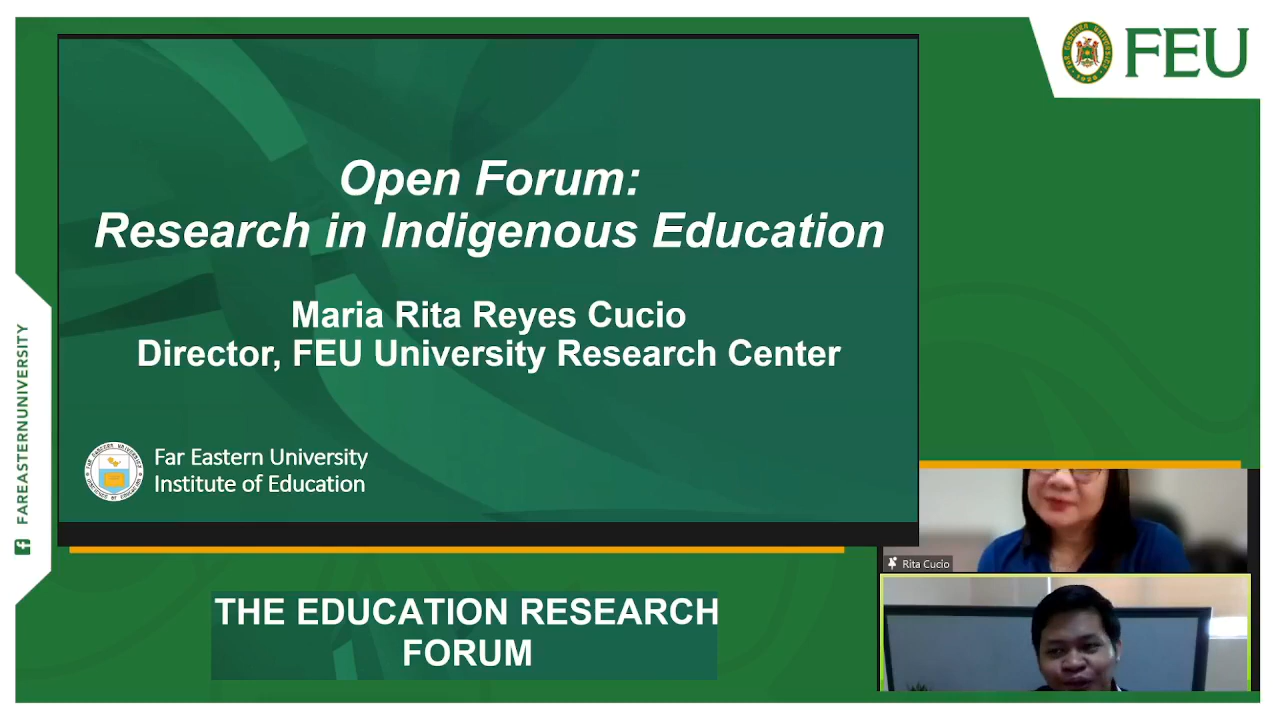 FEU
Open Forum:
Research in Indigenous Education
Maria Rita Reyes Cucio
Director, FEU University Research Center
Far Eastern University
Institute of Education
FAREASTERNUNIVERSITY
Rita Cucio
THE EDUCATION RESEARCH
FORUM